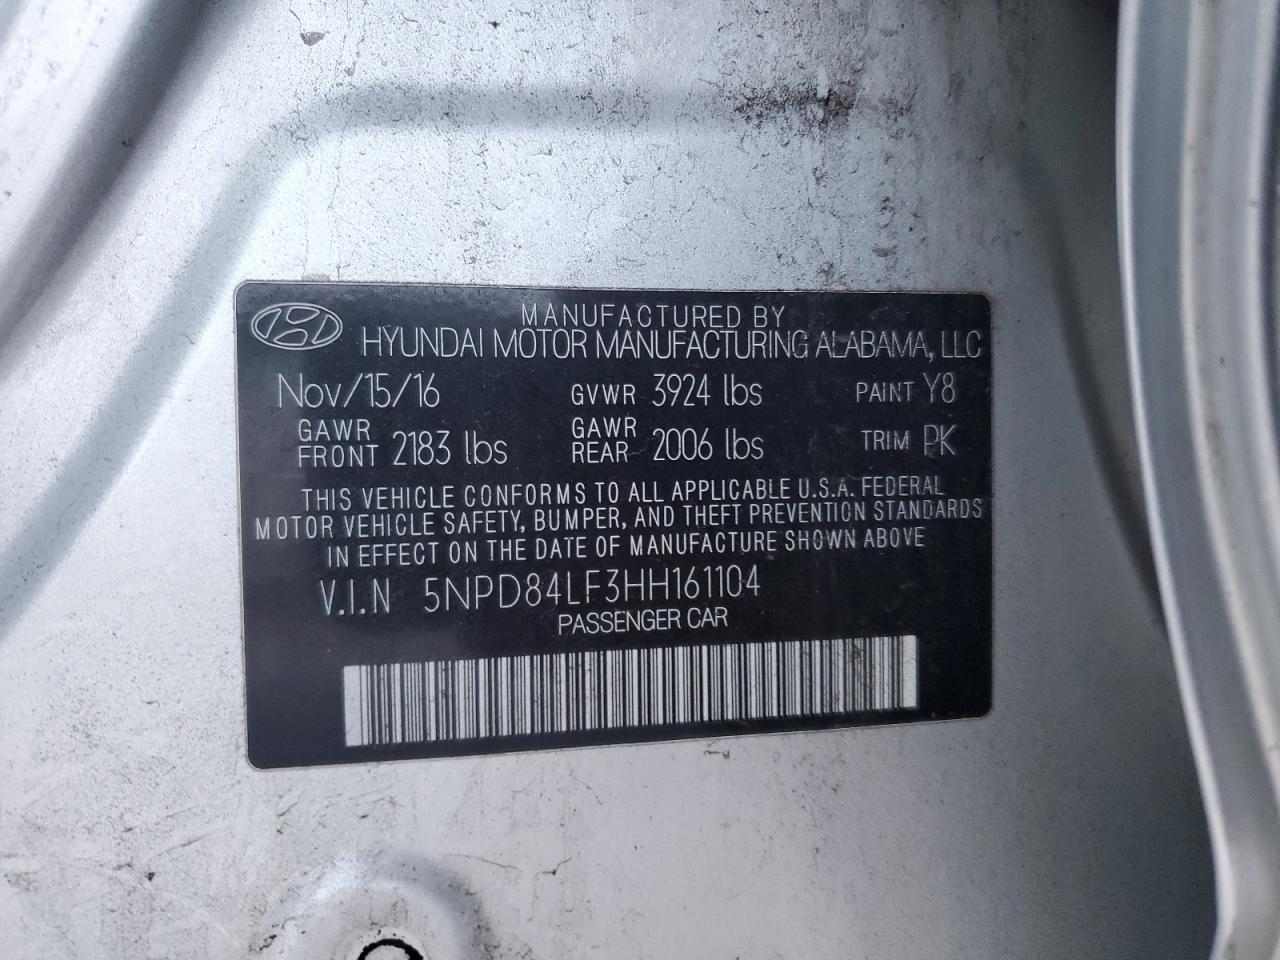 MANUFACTURED BY
HYUNDAI MOTOR MANUFACTURING ALABAMA, LLC
Nov/15/16 GVWR 3924 lbs PAINT Y8
GAWR FRONT 2183 lbs GAWR REAR 2006 lbs TRIM PK
THIS VEHICLE CONFORMS TO ALL APPLICABLE U.S.A. FEDERAL
MOTOR VEHICLE SAFETY, BUMPER, AND THEFT PREVENTION STANDARDS
IN EFFECT ON THE DATE OF MANUFACTURE SHOWN ABOVE
V.I.N 5NPD84LF3HH161104
PASSENGER CAR